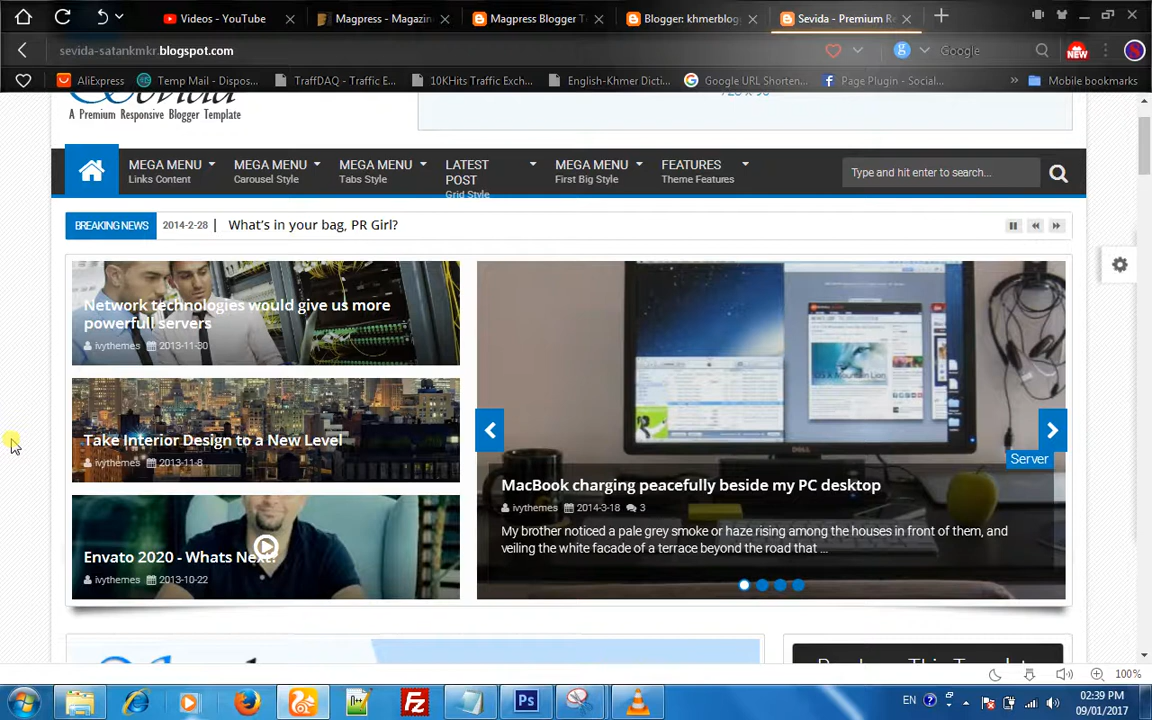 Videos - YouTube
Magpress - Magazin
Magpress Blogger T
Blogger: khmerblog
Sevida - Premium Re
sevida-satankmkr.blogspot.com
Google
NEW
AliExpress
Temp Mail - Dispos...
TraffDAQ - Traffic E...
10KHits Traffic Exch...
English-Khmer Dicti...
Google URL Shorten...
Page Plugin - Social...
Mobile bookmarks
Sevida
A Premium Responsive Blogger Template
728 x 90
MEGA MENU
Links Content
MEGA MENU
Carousel Style
MEGA MENU
Tabs Style
LATEST
POST
Grid Style
MEGA MENU
First Big Style
FEATURES
Theme Features
Type and hit enter to search...
BREAKING NEWS
2014-2-28
What's in your bag, PR Girl?
Network technologies would give us more
powerfull servers
ivythemes 2013-11-30
Take Interior Design to a New Level
ivythemes 2013-11-8
Envato 2020 - Whats Next?
ivythemes 2013-10-22
Server
MacBook charging peacefully beside my PC desktop
ivythemes 2014-3-18 3
My brother noticed a pale grey smoke or haze rising among the houses in front of them, and
veiling the white facade of a terrace beyond the road that ...
100%
EN
02:39 PM
09/01/2017